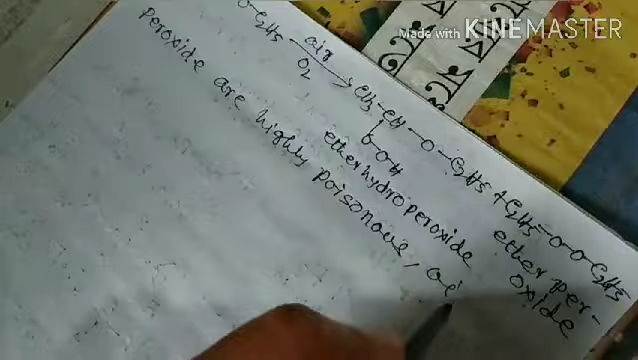 Made with KINEMASTER
O-C2H5 air O2 → CH3-CH-O-C2H5 + C2H5-O-O-C2H5
O-OH
ether hydroperoxide ether per-
oxide
peroxide are highly poisonous,